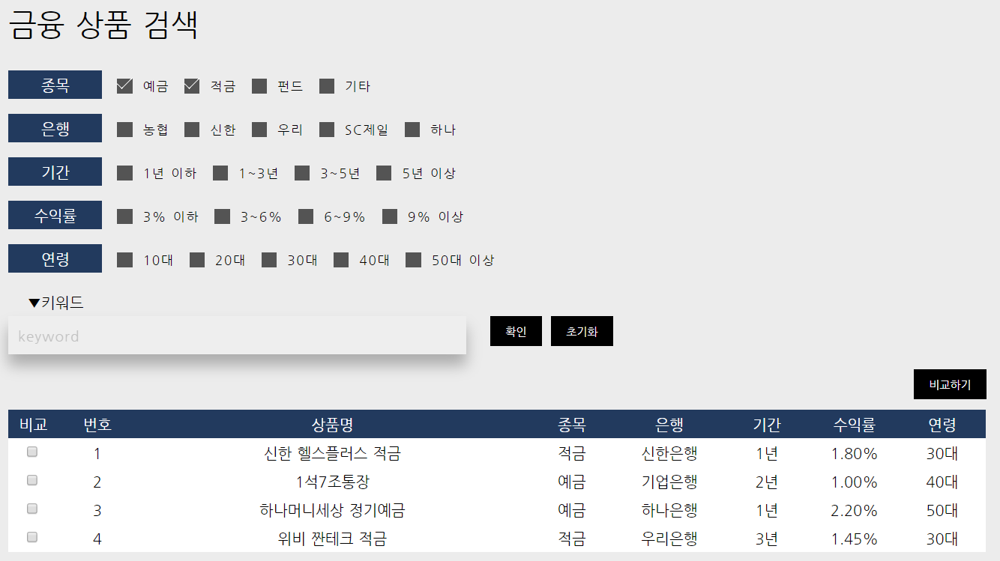 금융 상품 검색
종목 예금 적금 펀드 기타
은행 농협 신한 우리 SC제일 하나
기간 1년 이하 1~3년 3~5년 5년 이상
수익률 3% 이하 3~6% 6~9% 9% 이상
연령 10대 20대 30대 40대 50대 이상
▼키워드
keyword 확인 초기화
비교하기
비교 번호 상품명 종목 은행 기간 수익률 연령
1 신한 헬스플러스 적금 적금 신한은행 1년 1.80% 30대
2 1석7조통장 예금 기업은행 2년 1.00% 40대
3 하나머니세상 정기예금 예금 하나은행 1년 2.20% 50대
4 위비 짠테크 적금 적금 우리은행 3년 1.45% 30대